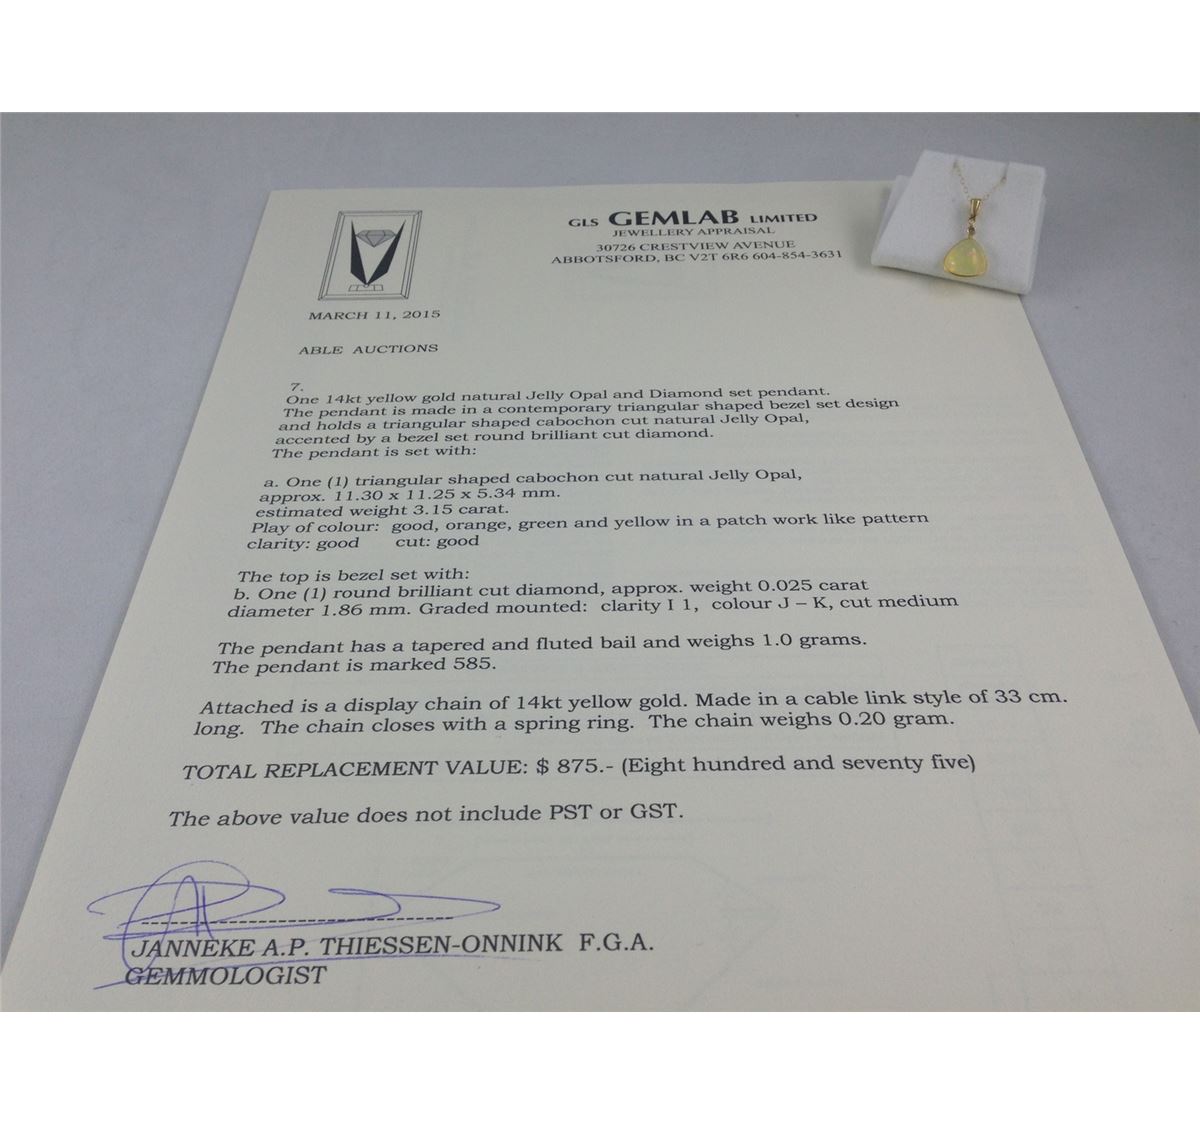 GLS GEMLAB LIMITED
JEWELLERY APPRAISAL
30726 CRESTVIEW AVENUE
ABBOTSFORD, BC V2T 6R6 604-854-3631
MARCH 11, 2015
ABLE AUCTIONS
7.
One 14kt yellow gold natural Jelly Opal and Diamond set pendant.
The pendant is made in a contemporary triangular shaped bezel set design
and holds a triangular shaped cabochon cut natural Jelly Opal,
accented by a bezel set round brilliant cut diamond.
The pendant is set with:
a. One (1) triangular shaped cabochon cut natural Jelly Opal,
approx. 11.30 x 11.25 x 5.34 mm.
estimated weight 3.15 carat.
Play of colour: good, orange, green and yellow in a patch work like pattern
clarity: good cut: good
The top is bezel set with:
b. One (1) round brilliant cut diamond, approx. weight 0.025 carat
diameter 1.86 mm. Graded mounted: clarity I 1, colour J – K, cut medium
The pendant has a tapered and fluted bail and weighs 1.0 grams.
The pendant is marked 585.
Attached is a display chain of 14kt yellow gold. Made in a cable link style of 33 cm.
long. The chain closes with a spring ring. The chain weighs 0.20 gram.
TOTAL REPLACEMENT VALUE: $ 875.- (Eight hundred and seventy five)
The above value does not include PST or GST.
JANNEKE A.P. THIESSEN-ONNINK F.G.A.
GEMMOLOGIST